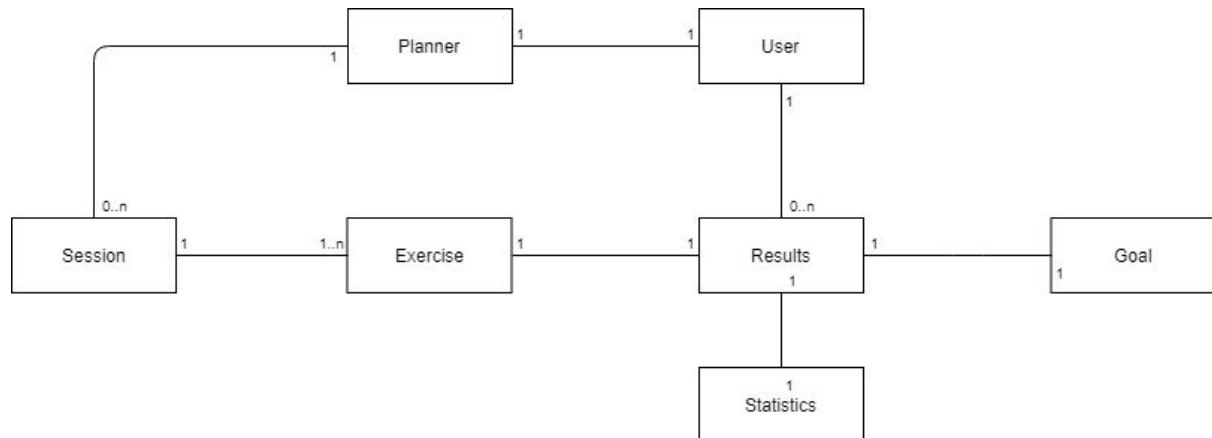 Planner
User
1
1
1
1
0..n
0..n
Session
1
1..n
Exercise
1
1
Results
1
1
Goal
1
1
Statistics